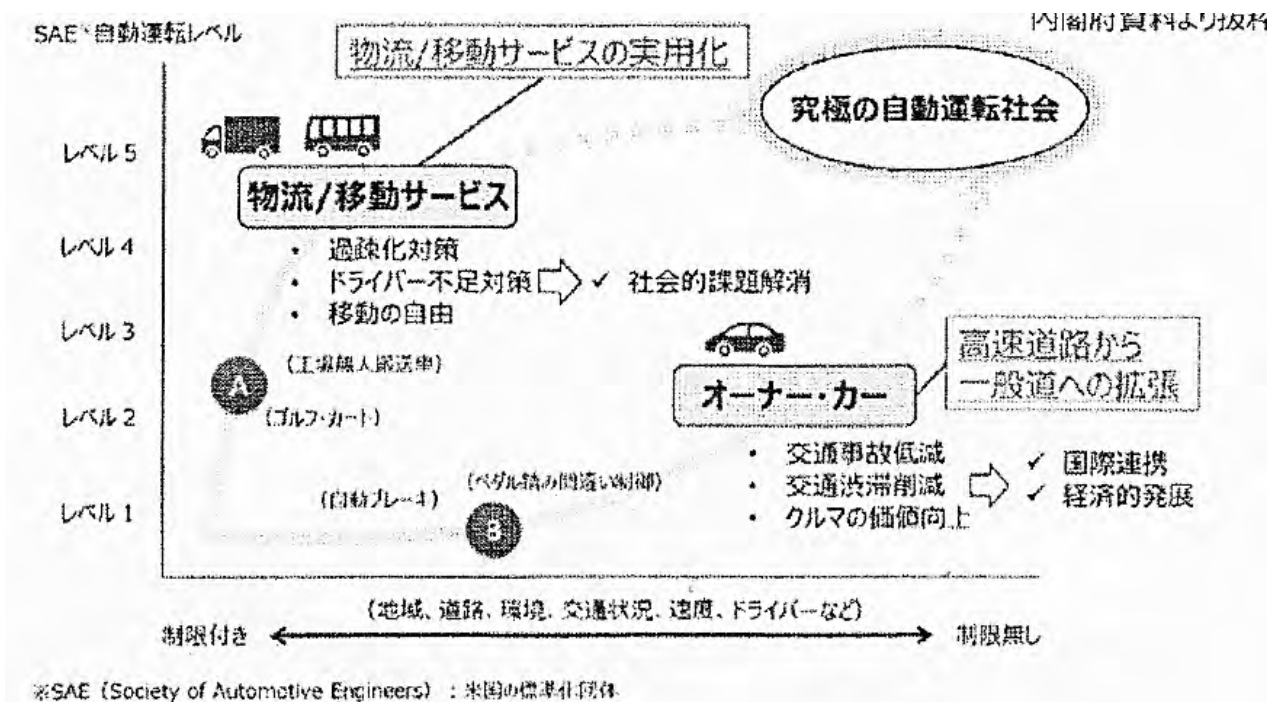 SAE※自動運転レベル
内閣府資料より抜粋
物流/移動サービスの実用化
究極の自動運転社会
レベル 5
物流/移動サービス
レベル 4
・ 過疎化対策
・ ドライバー不足対策
・ 移動の自由
✓ 社会的課題解消
レベル 3
高速道路から
一般道への拡張
A
(工場無人搬送車)
オーナー・カー
レベル 2
(ゴルフ・カート)
・ 交通事故低減
・ 交通渋滞削減
・ クルマの価値向上
✓ 国際連携
✓ 経済的発展
(ペダル踏み間違い制御)
(自動ブレーキ)
レベル 1
B
(地域、道路、環境、交通状況、速度、ドライバーなど)
制限付き
制限無し
※SAE (Society of Automotive Engineers) : 米国の標準化団体